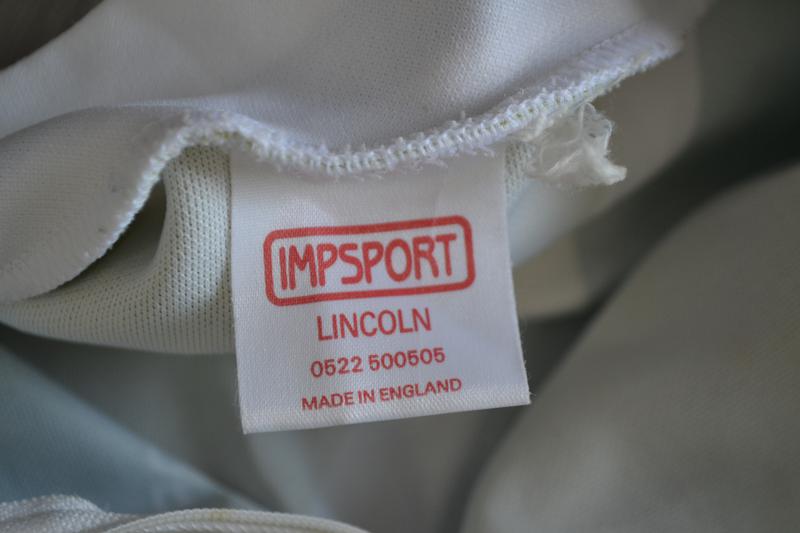 IMPSPORT
LINCOLN
0522 500505
MADE IN ENGLAND